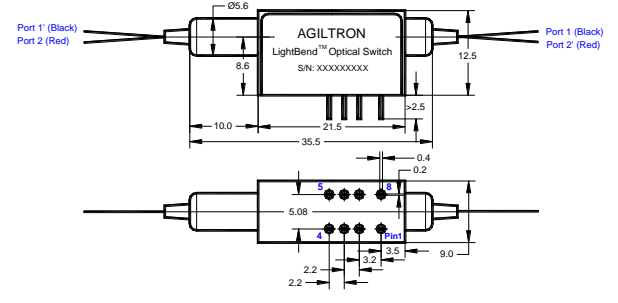 Ø5.6
Port 1' (Black)
Port 2 (Red)
AGILTRON
LightBend™ Optical Switch
S/N: XXXXXXXXX
Port 1 (Black)
Port 2' (Red)
8.6
12.5
>2.5
10.0
21.5
35.5
0.4
0.2
5
8
5.08
4
Pin1
3.5
9.0
3.2
2.2
2.2